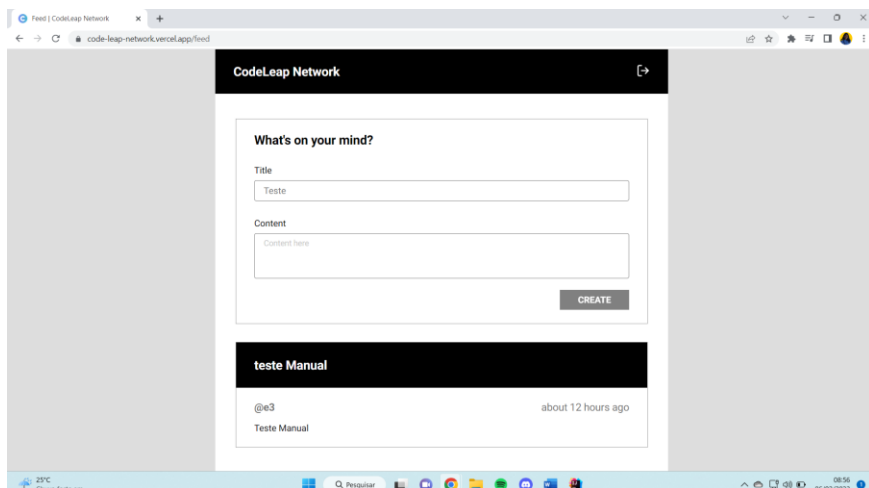 Feed | CodeLeap Network
code-leap-network.vercel.app/feed
CodeLeap Network
What's on your mind?
Title
Teste
Content
Content here
CREATE
teste Manual
@e3
about 12 hours ago
Teste Manual
25°C
Pesquisar
08:56